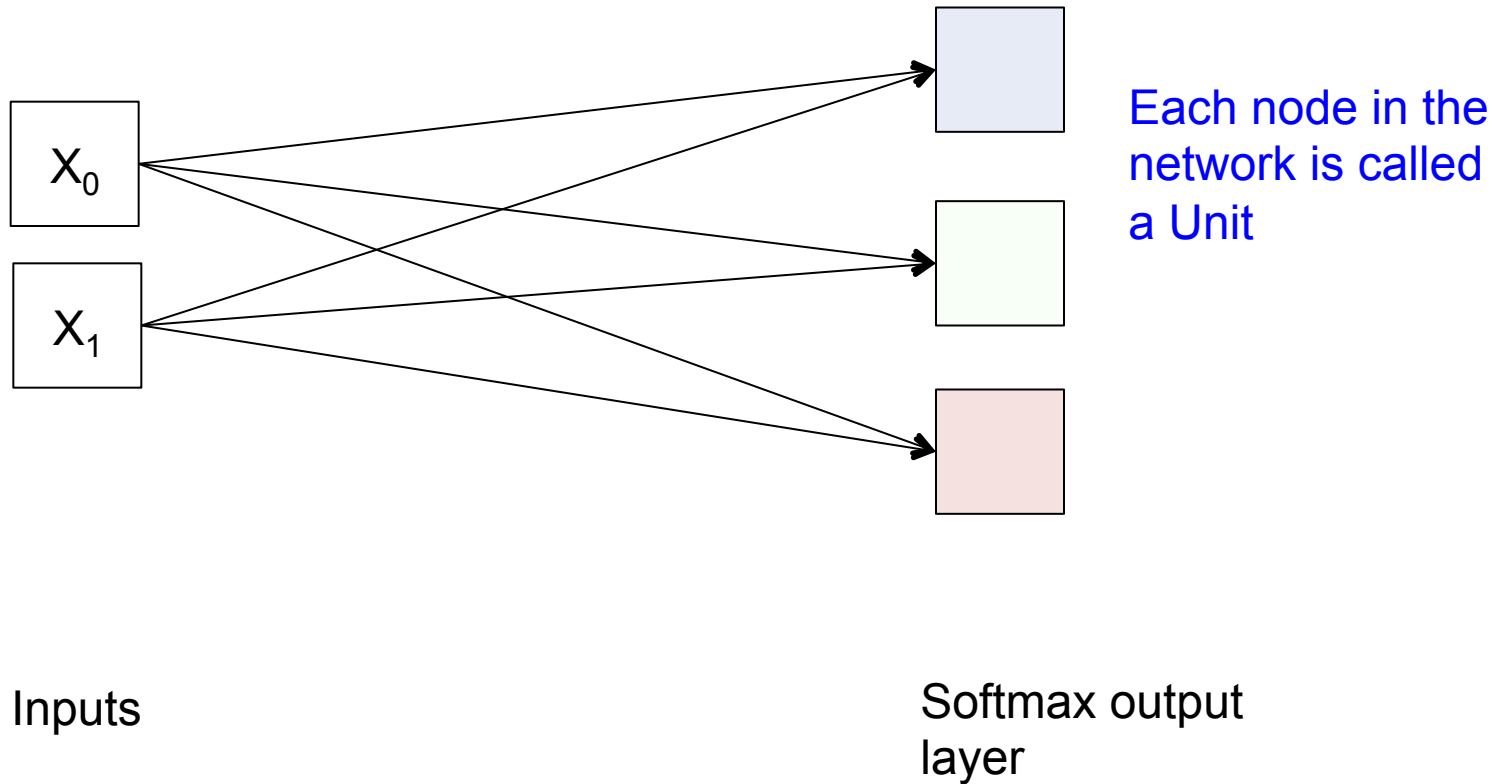 X₀
X₁
Each node in the
network is called
a Unit
Inputs
Softmax output
layer